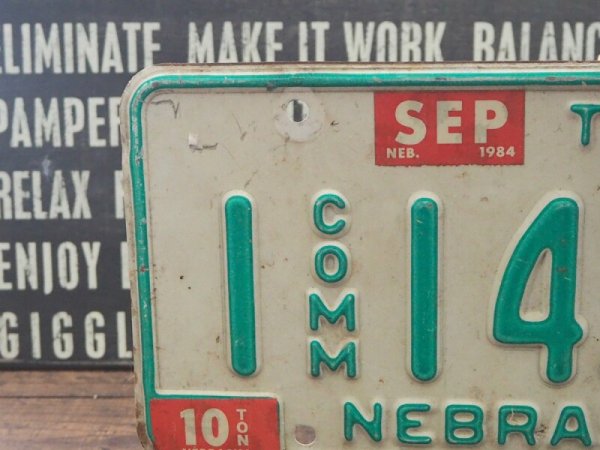 ELIMINATE MAKE IT WORK BALANC
PAMPER
RELAX
ENJOY
GIGGL
SEP
NEB. 1984
T
1 COMM 14
10 TON
NEBRA